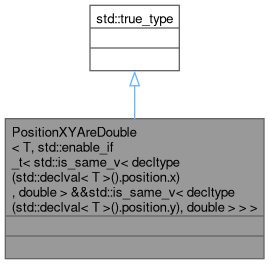 std::true_type
PositionXYAreDouble
< T, std::enable_if
_t< std::is_same_v< decltype
(std::declval< T >().position.x)
, double > &&std::is_same_v< decltype
(std::declval< T >().position.y), double > > >